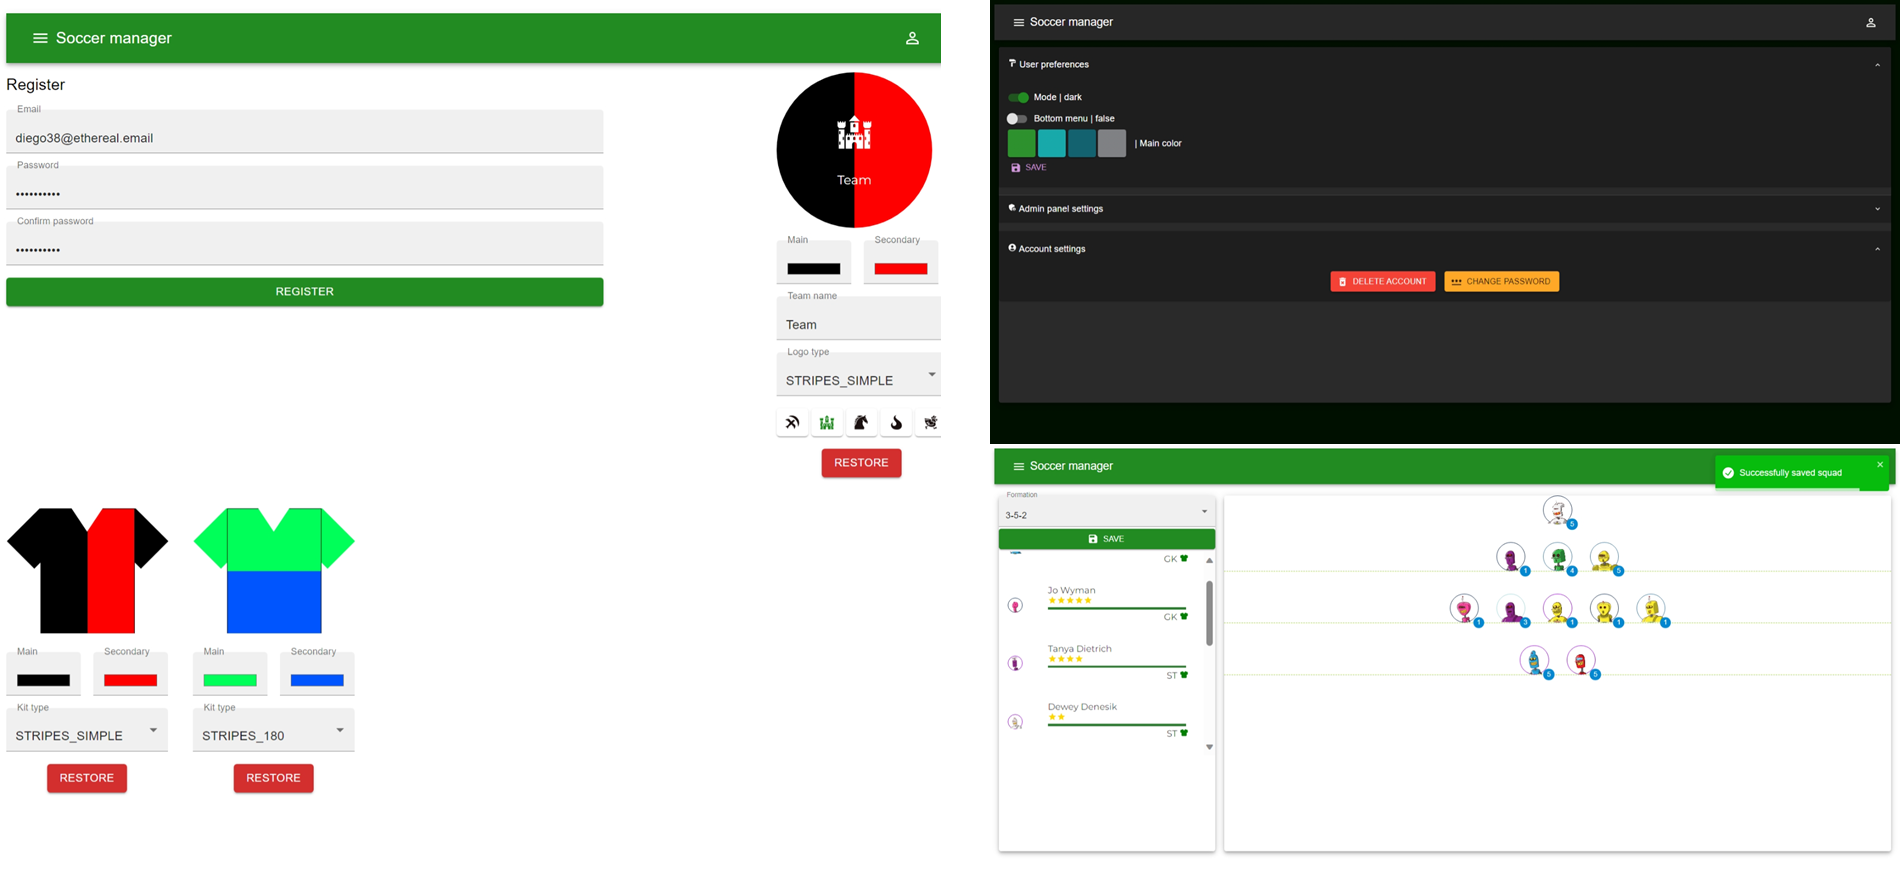 Soccer manager
Register
Email
diego38@ethereal.email
Password
••••••••••
Confirm password
••••••••••
REGISTER
Team
Main
Secondary
Team name
Team
Logo type
STRIPES_SIMPLE
RESTORE
Main
Secondary
Kit type
STRIPES_SIMPLE
RESTORE
Main
Secondary
Kit type
STRIPES_180
RESTORE
Soccer manager
User preferences
Mode | dark
Bottom menu | false
| Main color
SAVE
Admin panel settings
Account settings
DELETE ACCOUNT
CHANGE PASSWORD
Soccer manager
Successfully saved squad
Formation
3-5-2
SAVE
GK
Jo Wyman
GK
Tanya Dietrich
ST
Dewey Denesik
ST
5
1 4 5
1 3 1 1 1
5 5